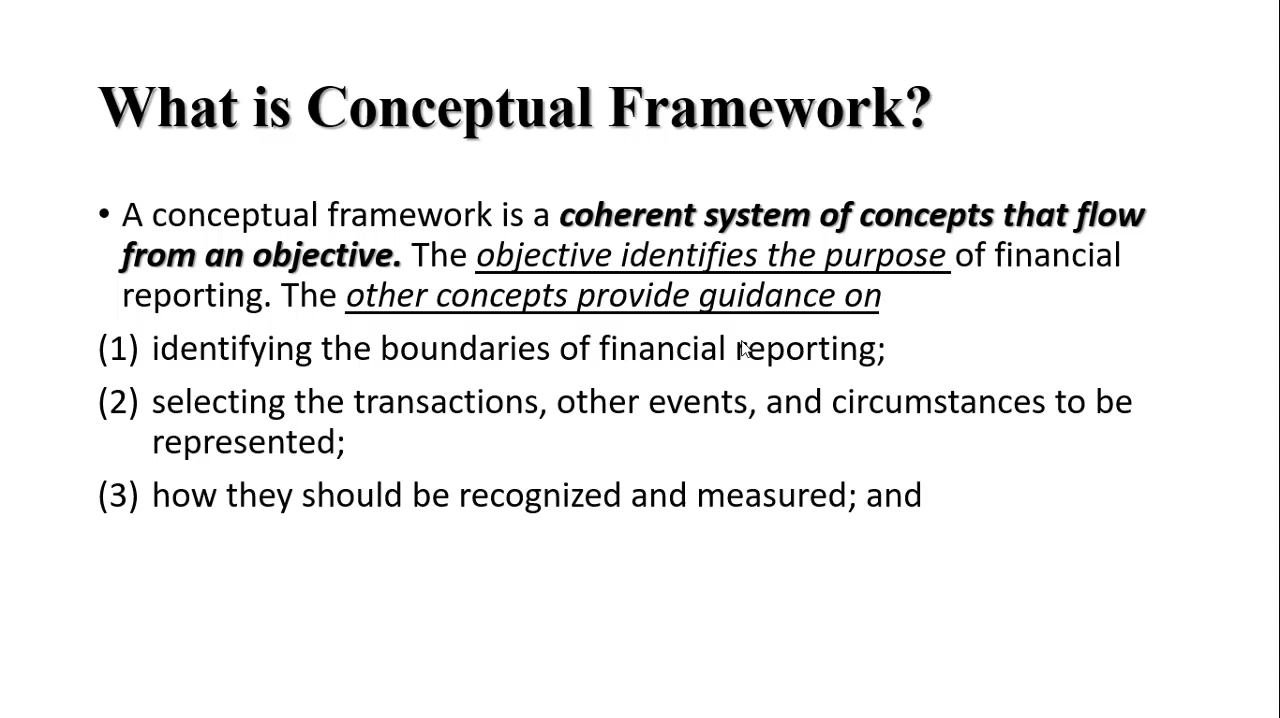 What is Conceptual Framework?
• A conceptual framework is a coherent system of concepts that flow
from an objective. The objective identifies the purpose of financial
reporting. The other concepts provide guidance on
(1) identifying the boundaries of financial reporting;
(2) selecting the transactions, other events, and circumstances to be
represented;
(3) how they should be recognized and measured; and